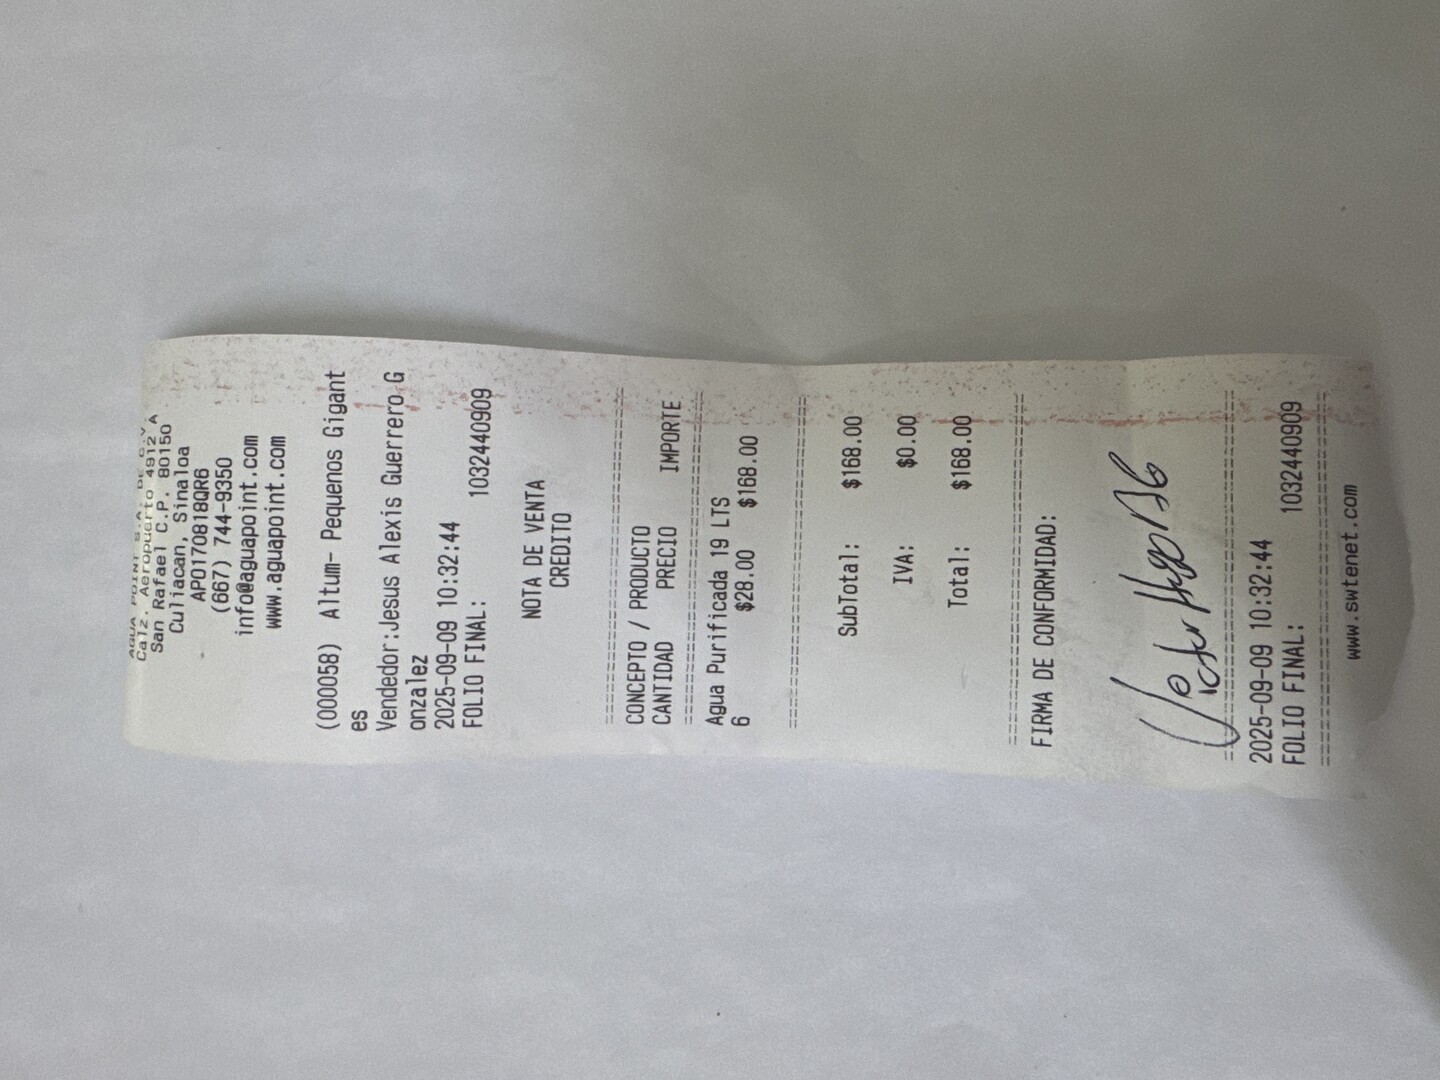 AGUA POINT S.A. DE C.V.
Calz. Aeropuerto 4912 A
San Rafael C.P. 80150
Culiacan, Sinaloa
APO170818QR6
(667) 744-9350
info@aguapoint.com
www.aguapoint.com
(000058) Altum- Pequenos Gigant
es
Vendedor:Jesus Alexis Guerrero G
onzalez
2025-09-09 10:32:44
FOLIO FINAL: 1032440909
NOTA DE VENTA
CREDITO
CONCEPTO / PRODUCTO
CANTIDAD PRECIO IMPORTE
Agua Purificada 19 LTS
6 $28.00 $168.00
SubTotal: $168.00
IVA: $0.00
Total: $168.00
FIRMA DE CONFORMIDAD:
Victor Hugo
2025-09-09 10:32:44
FOLIO FINAL: 1032440909
www.swtenet.com